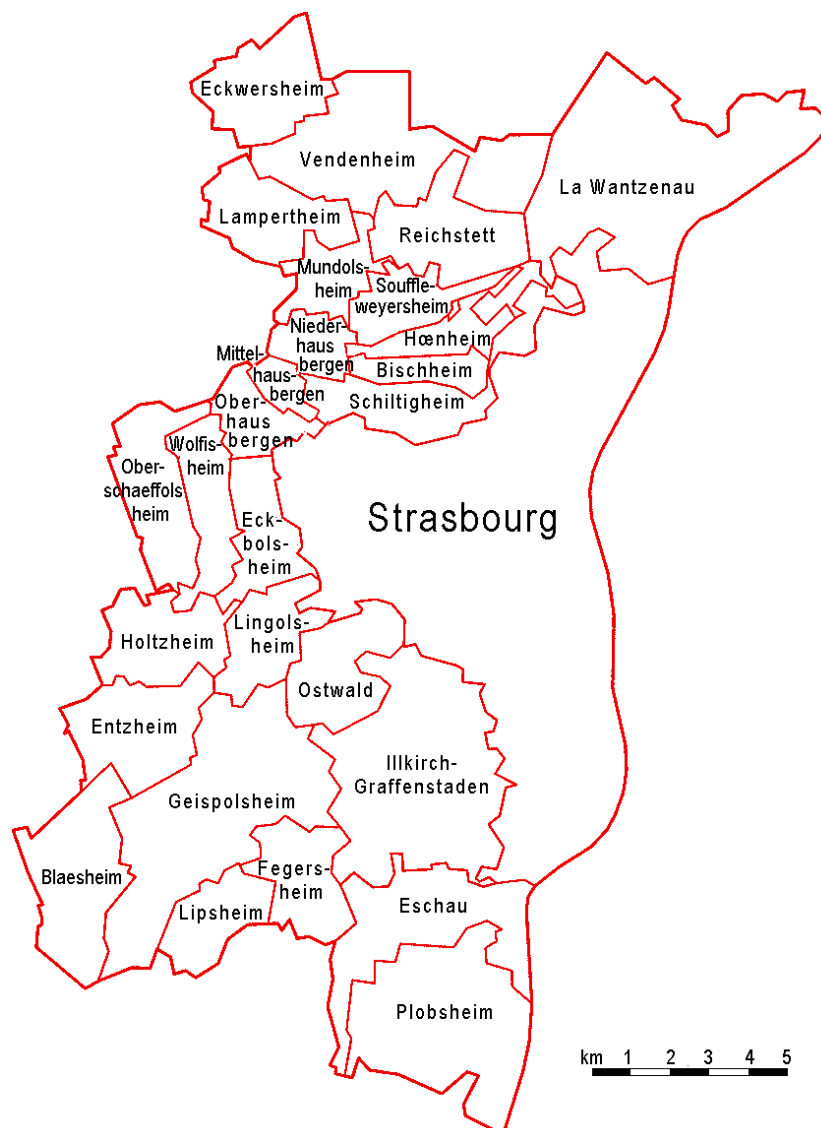 Eckwersheim
Vendenheim
La Wantzenau
Lampertheim
Reichstett
Mundols-
heim
Souffle-
weyersheim
Nieder-
haus
bergen
Hœnheim
Mittel-
haus-
bergen
Bischheim
Schiltigheim
Ober-
haus
bergen
Wolfis-
heim
Ober-
schaeffols
heim
Strasbourg
Eck-
bols-
heim
Holtzheim
Lingols-
heim
Ostwald
Entzheim
Illkirch-
Graffenstaden
Geispolsheim
Blaesheim
Fegers-
heim
Lipsheim
Eschau
Plobsheim
km 1 2 3 4 5